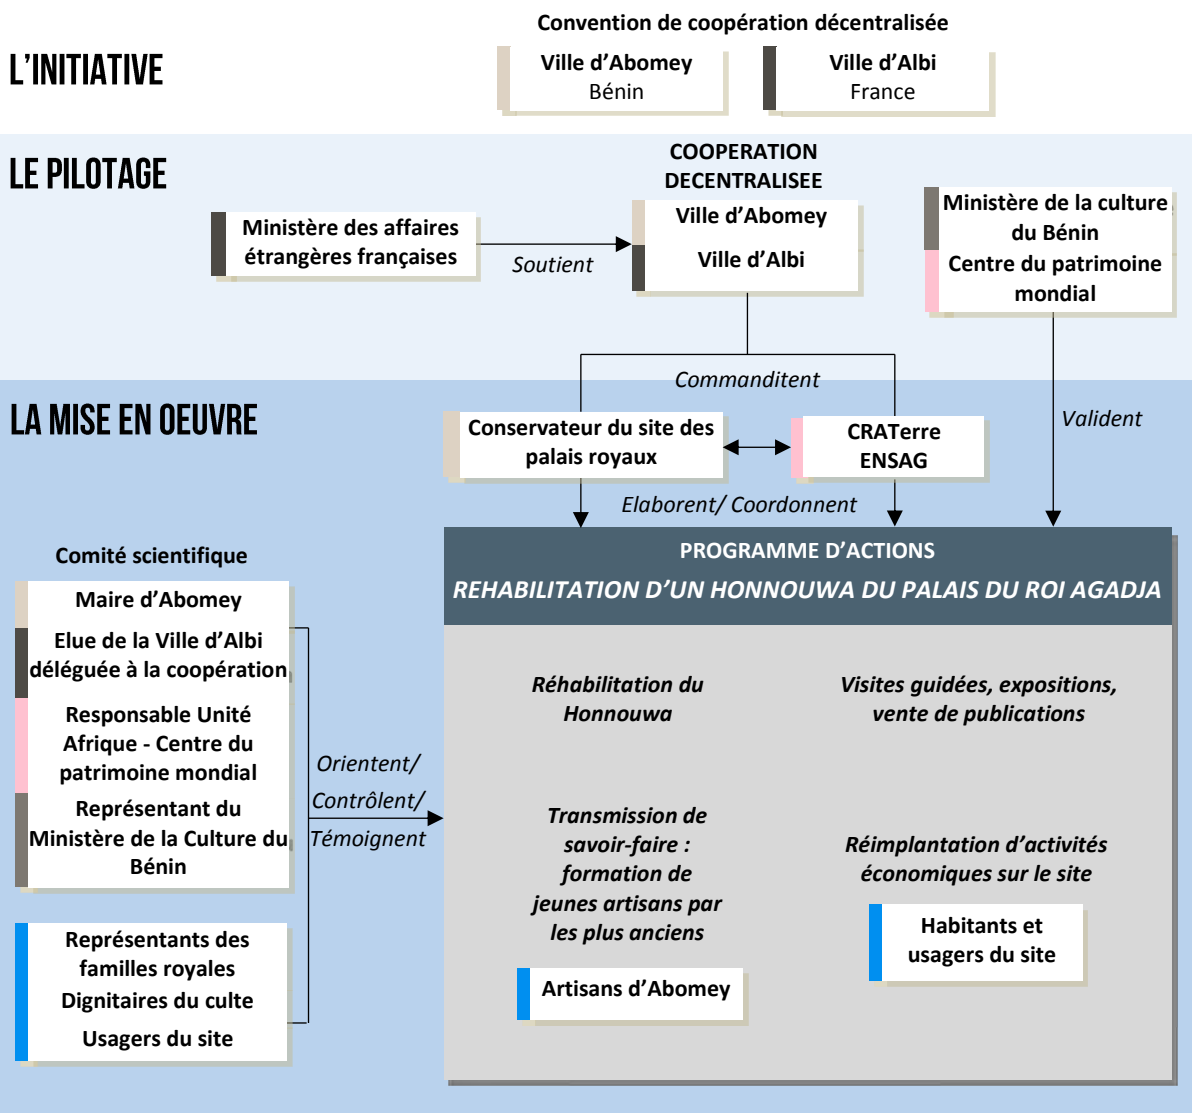 Convention de coopération décentralisée
L'INITIATIVE
Ville d'Abomey
Bénin
Ville d'Albi
France
LE PILOTAGE
COOPERATION
DECENTRALISEE
Ville d'Abomey
Ville d'Albi
Ministère des affaires
étrangères françaises
Soutient
Ministère de la culture
du Bénin
Centre du patrimoine
mondial
Commanditent
LA MISE EN OEUVRE
Conservateur du site des
palais royaux
CRATerre
ENSAG
Valident
Elaborent/ Coordonnent
Comité scientifique
Maire d'Abomey
Elue de la Ville d'Albi
déléguée à la coopération
Responsable Unité
Afrique - Centre du
patrimoine mondial
Représentant du
Ministère de la Culture du
Bénin
Représentants des
familles royales
Dignitaires du culte
Usagers du site
Orientent/
Contrôlent/
Témoignent
PROGRAMME D'ACTIONS
REHABILITATION D'UN HONNOUWA DU PALAIS DU ROI AGADJA
Réhabilitation du
Honnouwa
Visites guidées, expositions,
vente de publications
Transmission de
savoir-faire :
formation de
jeunes artisans par
les plus anciens
Artisans d'Abomey
Réimplantation d'activités
économiques sur le site
Habitants et
usagers du site